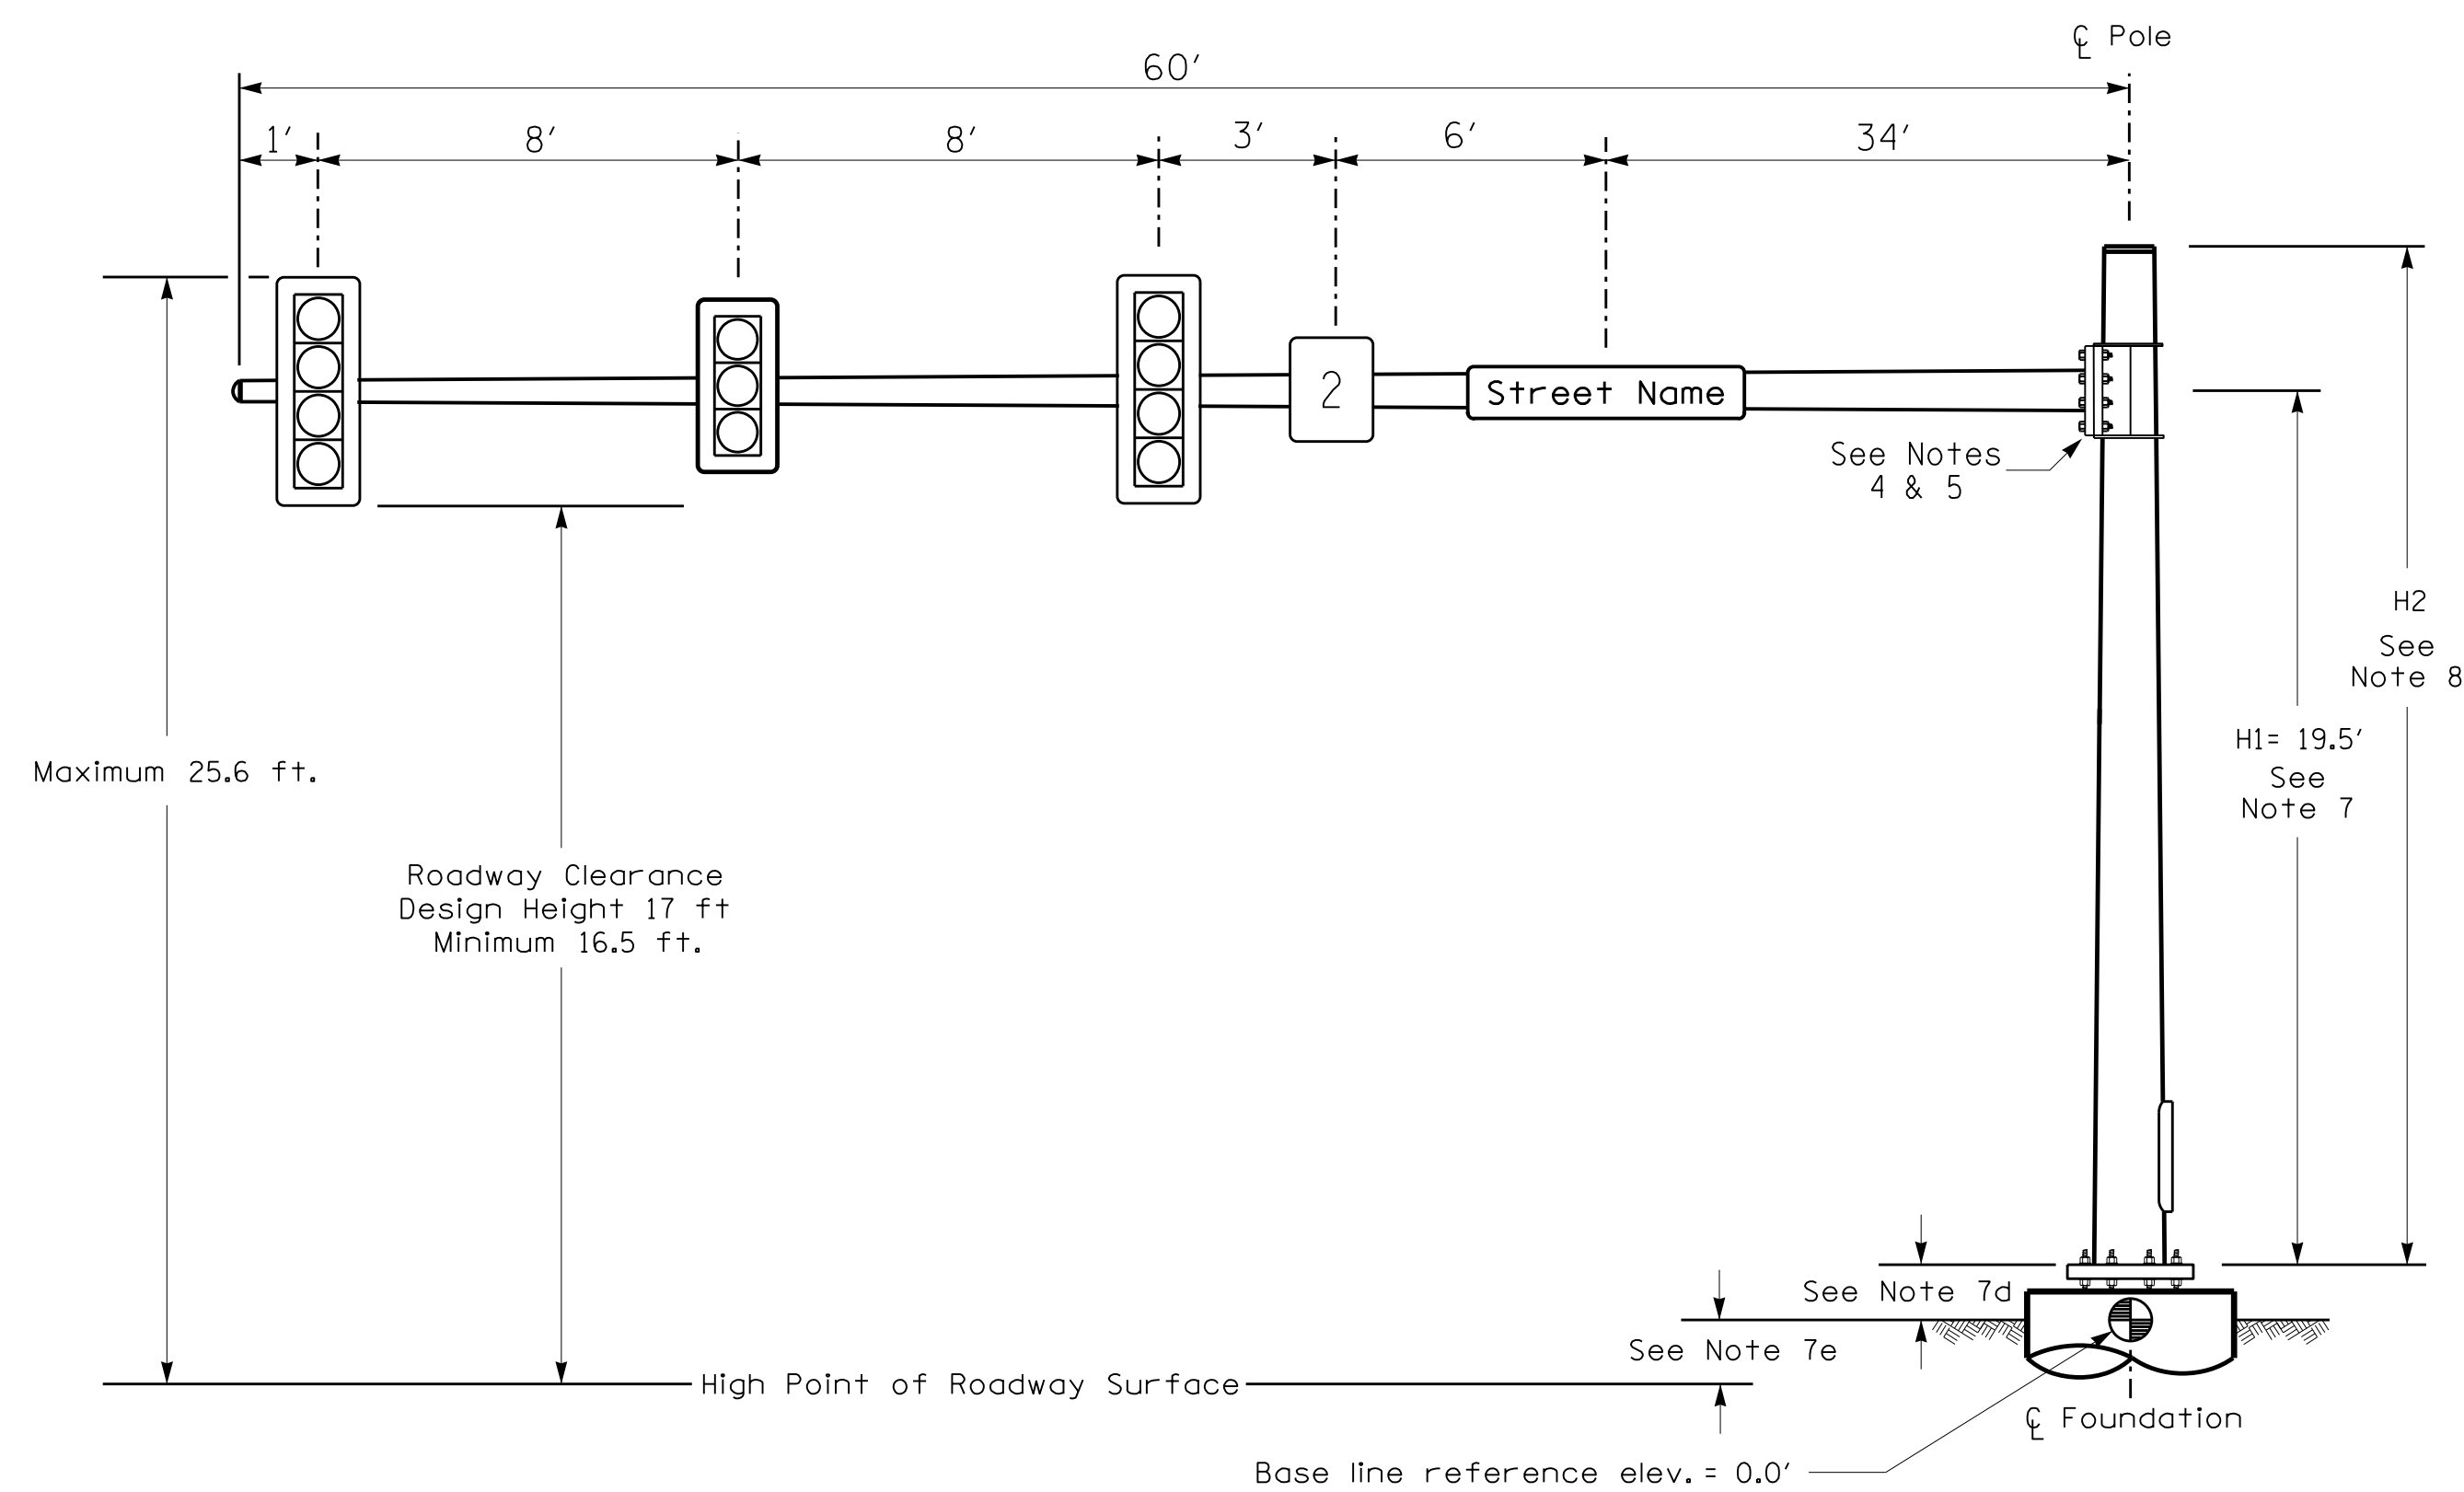 ℄ Pole
60'
1' 8' 8' 3' 6' 34'
2
Street Name
See Notes
4 & 5
H2
See
Note 8
H1= 19.5'
See
Note 7
Maximum 25.6 ft.
Roadway Clearance
Design Height 17 ft
Minimum 16.5 ft.
See Note 7d
See Note 7e
High Point of Roadway Surface
℄ Foundation
Base line reference elev. = 0.0'